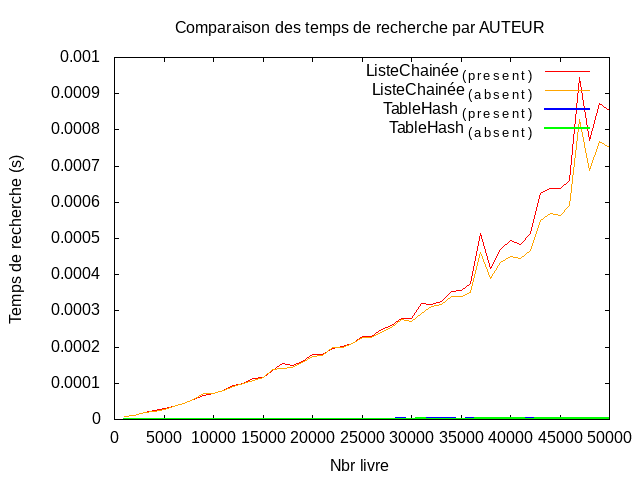 Comparaison des temps de recherche par AUTEUR
0.001
0.0009
0.0008
0.0007
0.0006
0.0005
0.0004
0.0003
0.0002
0.0001
0
Temps de recherche (s)
ListeChainée (present)
ListeChainée (absent)
TableHash (present)
TableHash (absent)
0 5000 10000 15000 20000 25000 30000 35000 40000 45000 50000
Nbr livre